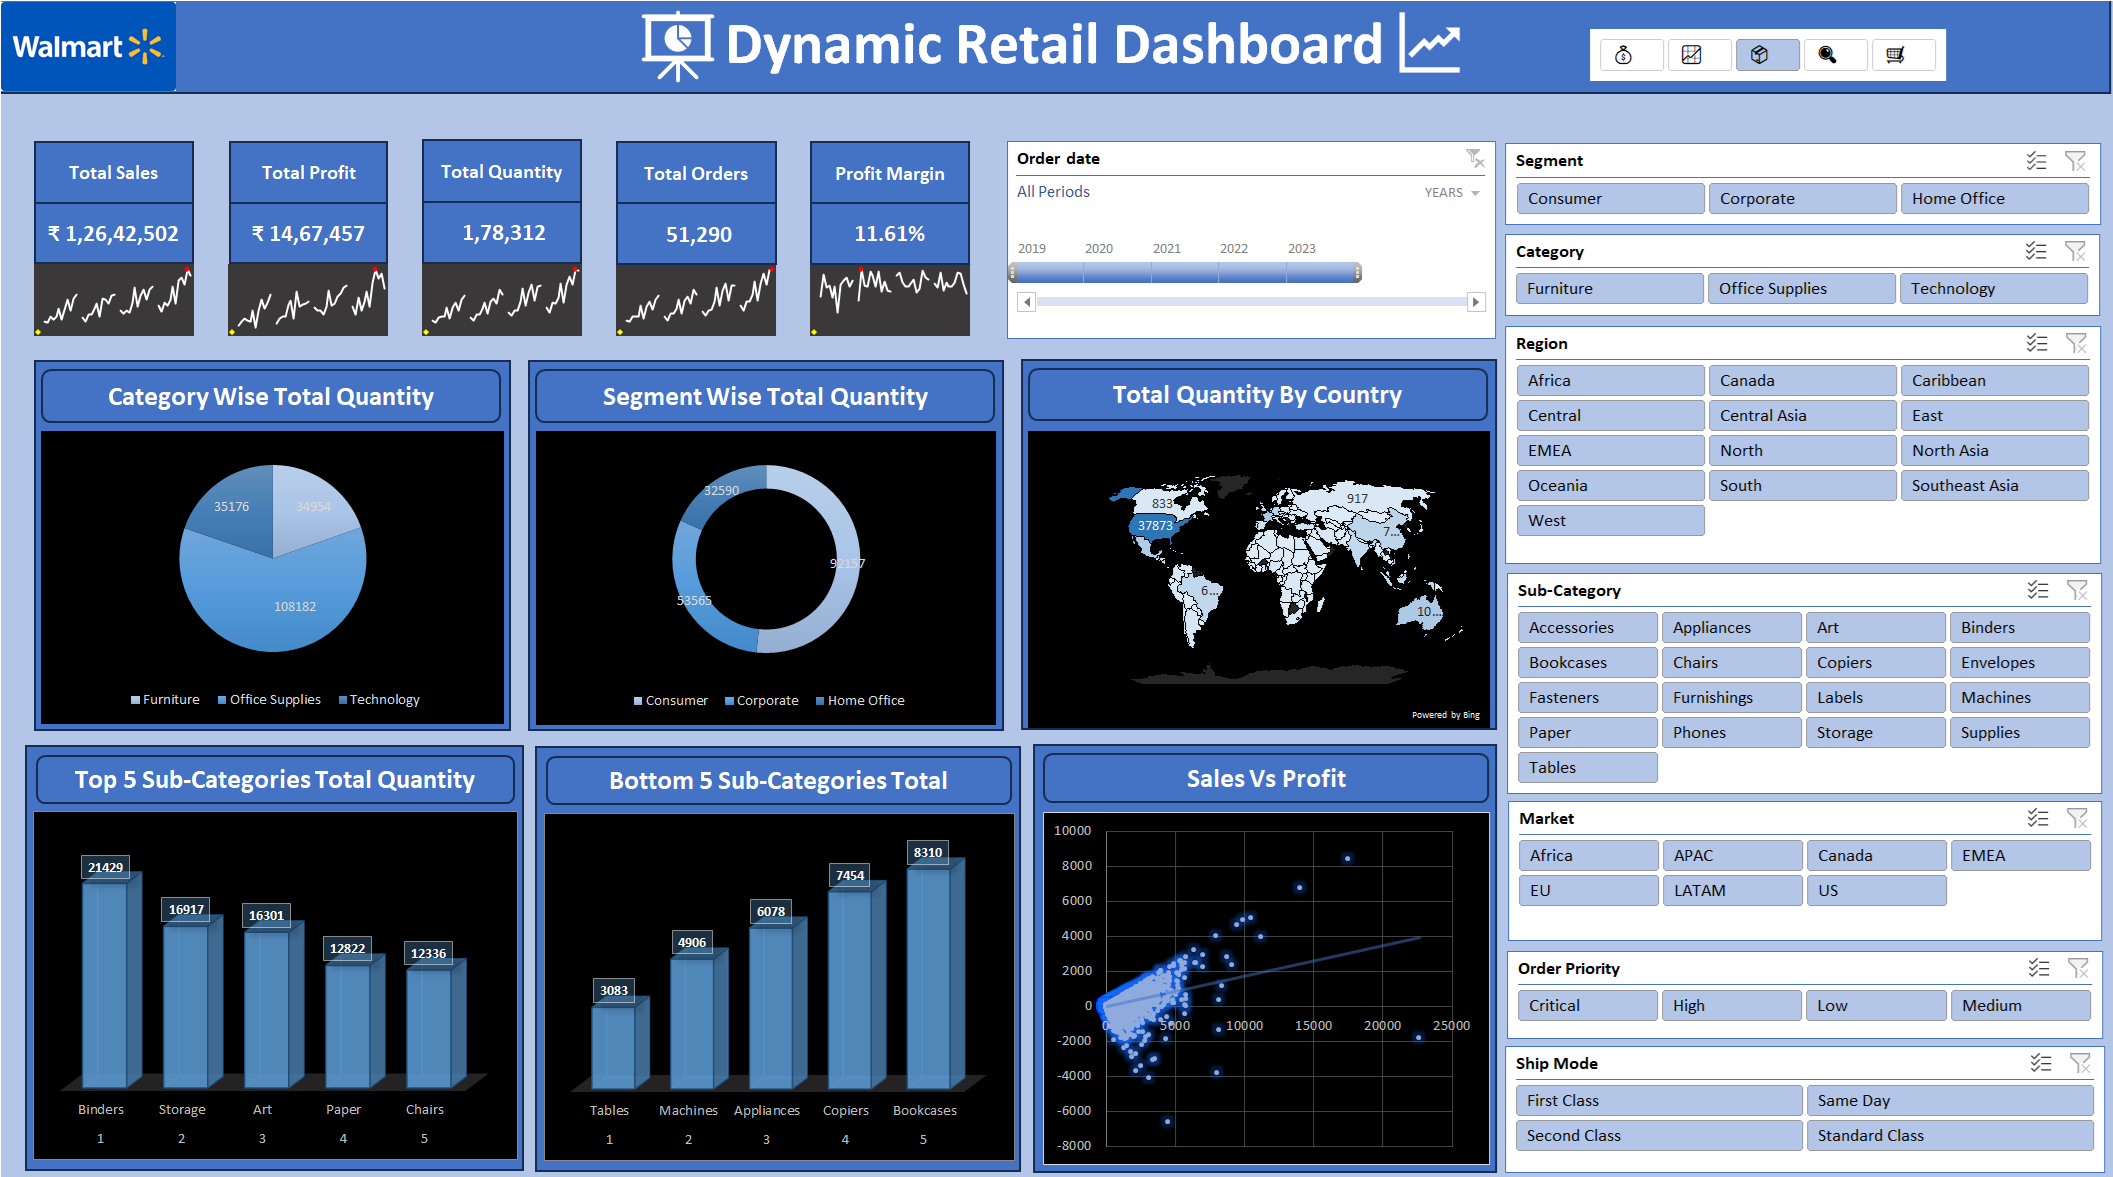 Walmart
Dynamic Retail Dashboard
Total Sales
₹ 1,26,42,502
Total Profit
₹ 14,67,457
Total Quantity
1,78,312
Total Orders
51,290
Profit Margin
11.61%
Order date
All Periods
YEARS
2019 2020 2021 2022 2023
Segment
Consumer Corporate Home Office
Category
Furniture Office Supplies Technology
Region
Africa Canada Caribbean
Central Central Asia East
EMEA North North Asia
Oceania South Southeast Asia
West
Sub-Category
Accessories Appliances Art Binders
Bookcases Chairs Copiers Envelopes
Fasteners Furnishings Labels Machines
Paper Phones Storage Supplies
Tables
Market
Africa APAC Canada EMEA
EU LATAM US
Order Priority
Critical High Low Medium
Ship Mode
First Class Same Day
Second Class Standard Class
Category Wise Total Quantity
35176 34954
108182
Furniture Office Supplies Technology
Segment Wise Total Quantity
32590
92157
53565
Consumer Corporate Home Office
Total Quantity By Country
833 917
37873 7...
6...
10...
Powered by Bing
Top 5 Sub-Categories Total Quantity
21429
16917
16301
12822
12336
Binders Storage Art Paper Chairs
1 2 3 4 5
Bottom 5 Sub-Categories Total
8310
7454
6078
4906
3083
Tables Machines Appliances Copiers Bookcases
1 2 3 4 5
Sales Vs Profit
10000
8000
6000
4000
2000
0
0 5000 10000 15000 20000 25000
-2000
-4000
-6000
-8000